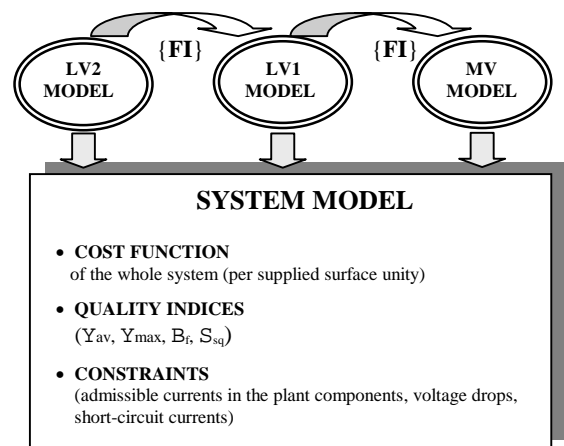 {FI} {FI}
LV2 LV1 MV
MODEL MODEL MODEL
SYSTEM MODEL
• COST FUNCTION
of the whole system (per supplied surface unity)
• QUALITY INDICES
(Yav, Ymax, Bf, Ssq)
• CONSTRAINTS
(admissible currents in the plant components, voltage drops,
short-circuit currents)